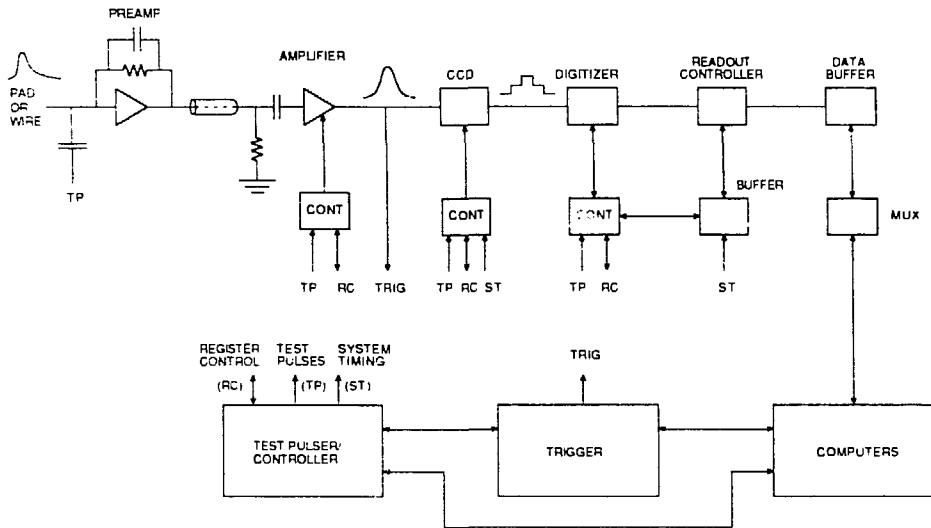 PREAMP
AMPLIFIER
PAD
OR
WIRE
TP
CCD
DIGITIZER
READOUT
CONTROLLER
DATA
BUFFER
CONT
CONT
CONT
BUFFER
MUX
TP
RC
TRIG
TP
RC
ST
TP
RC
ST
REGISTER
CONTROL
(RC)
TEST
PULSES
(TP)
SYSTEM
TIMING
(ST)
TRIG
TEST PULSER/
CONTROLLER
TRIGGER
COMPUTERS